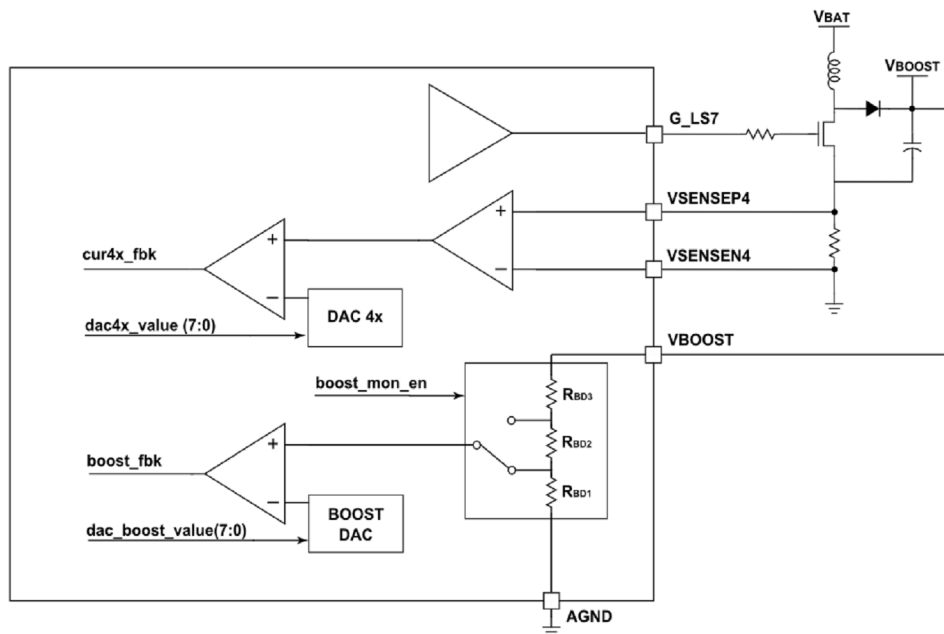 VBAT
VBOOST
G_LS7
VSENSEP4
+
+
cur4x_fbk
VSENSEN4
−
−
DAC 4x
dac4x_value (7:0)
VBOOST
boost_mon_en
RBD3
RBD2
+
boost_fbk
RBD1
−
BOOST
DAC
dac_boost_value(7:0)
AGND